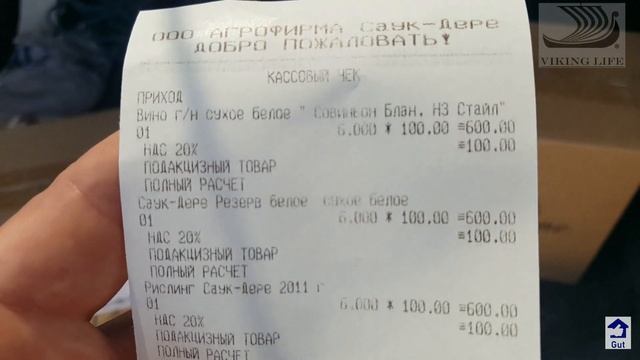 ООО АГРОФИРМА Саук-Дере
ДОБРО ПОЖАЛОВАТЬ!
КАССОВЫЙ ЧЕК
ПРИХОД
Вино г/н сухое белое " Совиньон Блан. НЗ Стайл"
01 6.000 * 100.00 =600.00
НДС 20% =100.00
ПОДАКЦИЗНЫЙ ТОВАР
ПОЛНЫЙ РАСЧЕТ
Саук-Дере Резерв белое сухое белое
01 6.000 * 100.00 =600.00
НДС 20% =100.00
ПОДАКЦИЗНЫЙ ТОВАР
ПОЛНЫЙ РАСЧЕТ
Рислинг Саук-Дере 2011 г
01 6.000 * 100.00 =600.00
НДС 20% =100.00
ПОДАКЦИЗНЫЙ ТОВАР
ПОЛНЫЙ РАСЧЕТ
VIKING LIFE
Gut